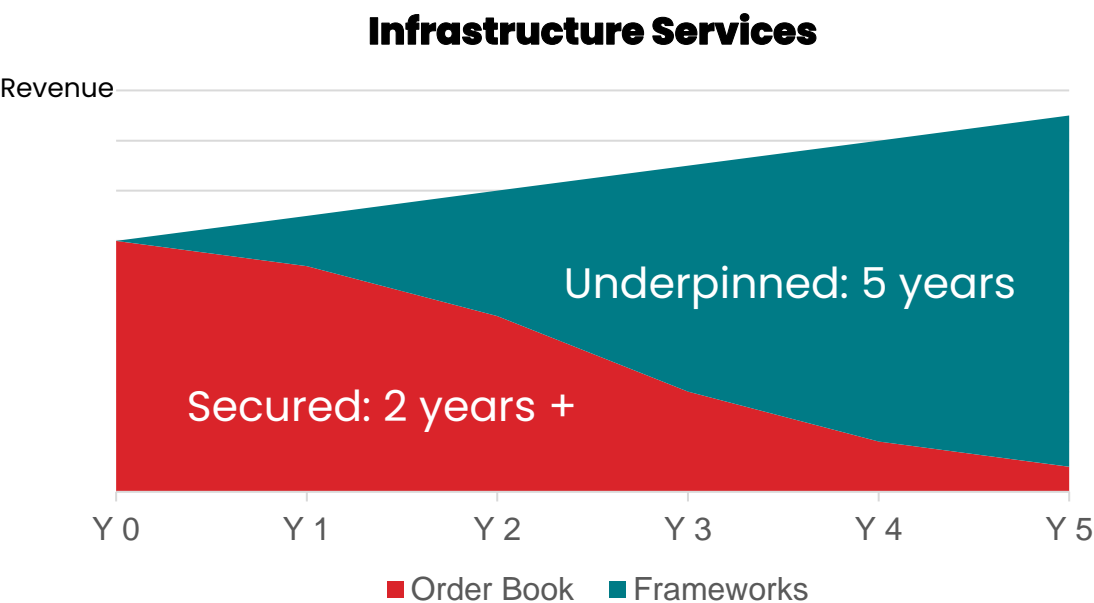 Infrastructure Services
Revenue
Underpinned: 5 years
Secured: 2 years +
Y 0 Y 1 Y 2 Y 3 Y 4 Y 5
Order Book Frameworks